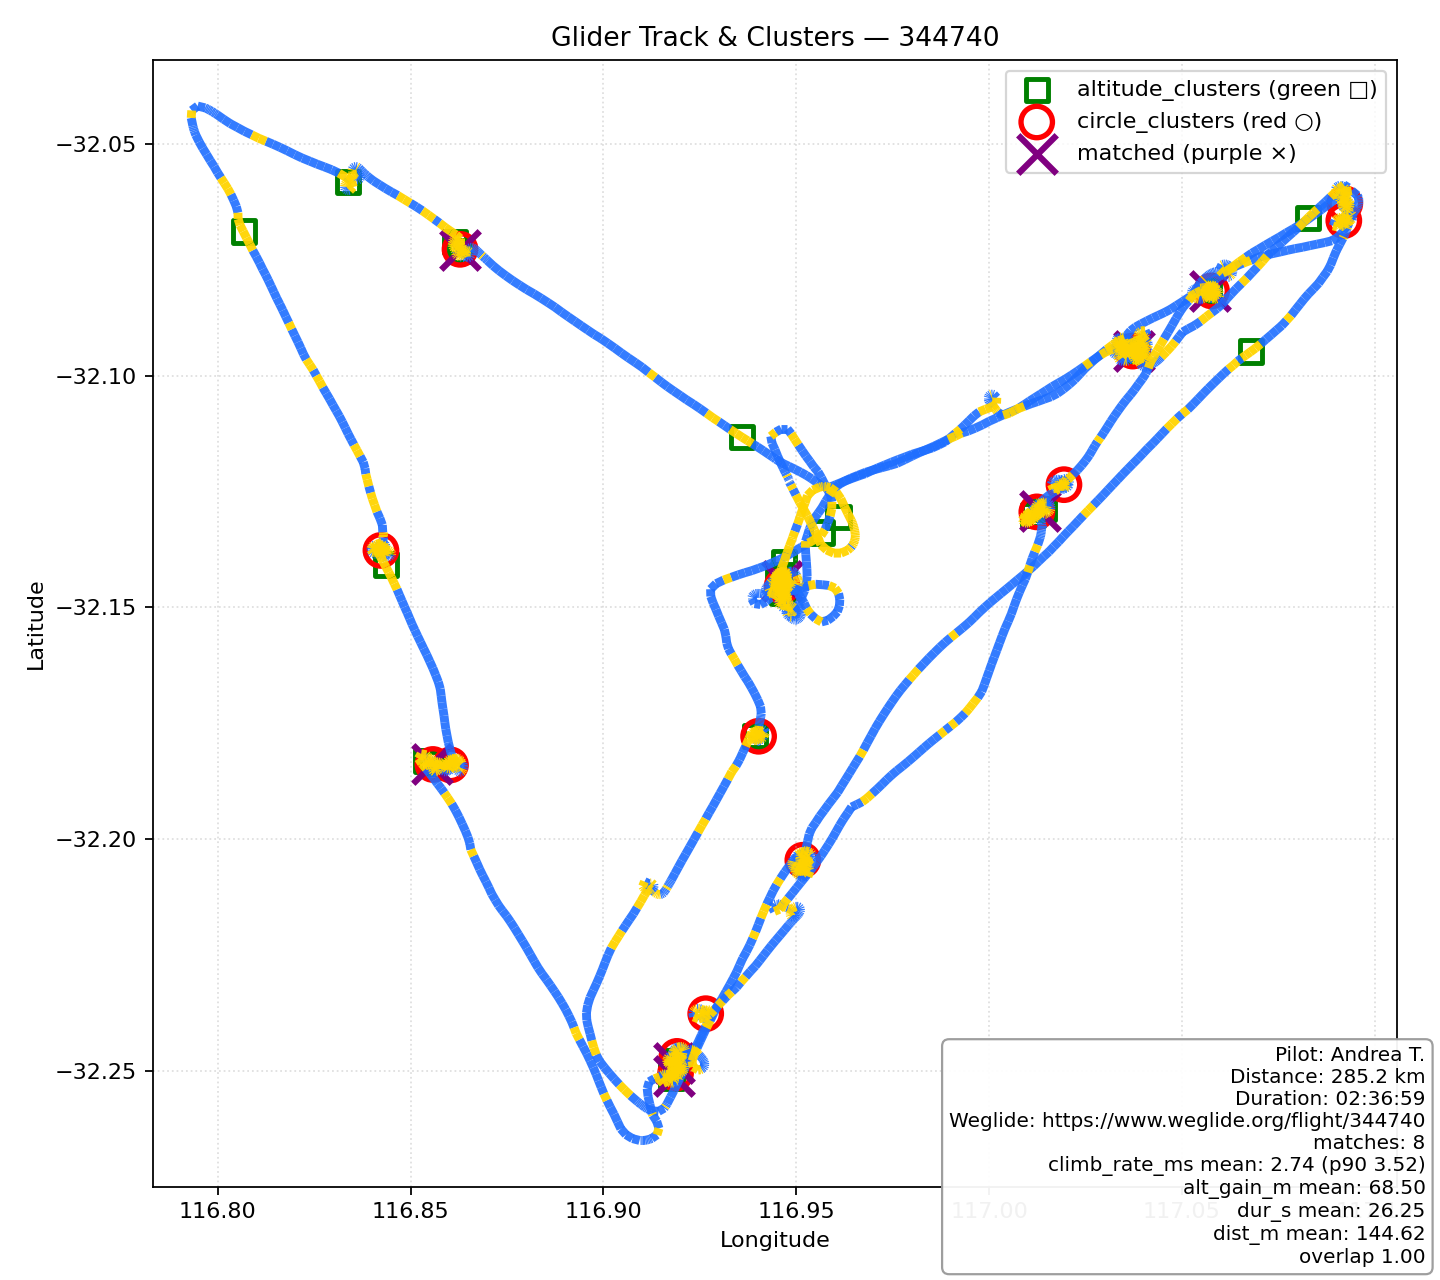 Glider Track & Clusters — 344740
altitude_clusters (green □)
circle_clusters (red ○)
matched (purple ×)
−32.05
−32.10
−32.15
−32.20
−32.25
Latitude
116.80
116.85
116.90
116.95
117.00
117.05
Longitude
Pilot: Andrea T.
Distance: 285.2 km
Duration: 02:36:59
Weglide: https://www.weglide.org/flight/344740
matches: 8
climb_rate_ms mean: 2.74 (p90 3.52)
alt_gain_m mean: 68.50
dur_s mean: 26.25
dist_m mean: 144.62
overlap 1.00